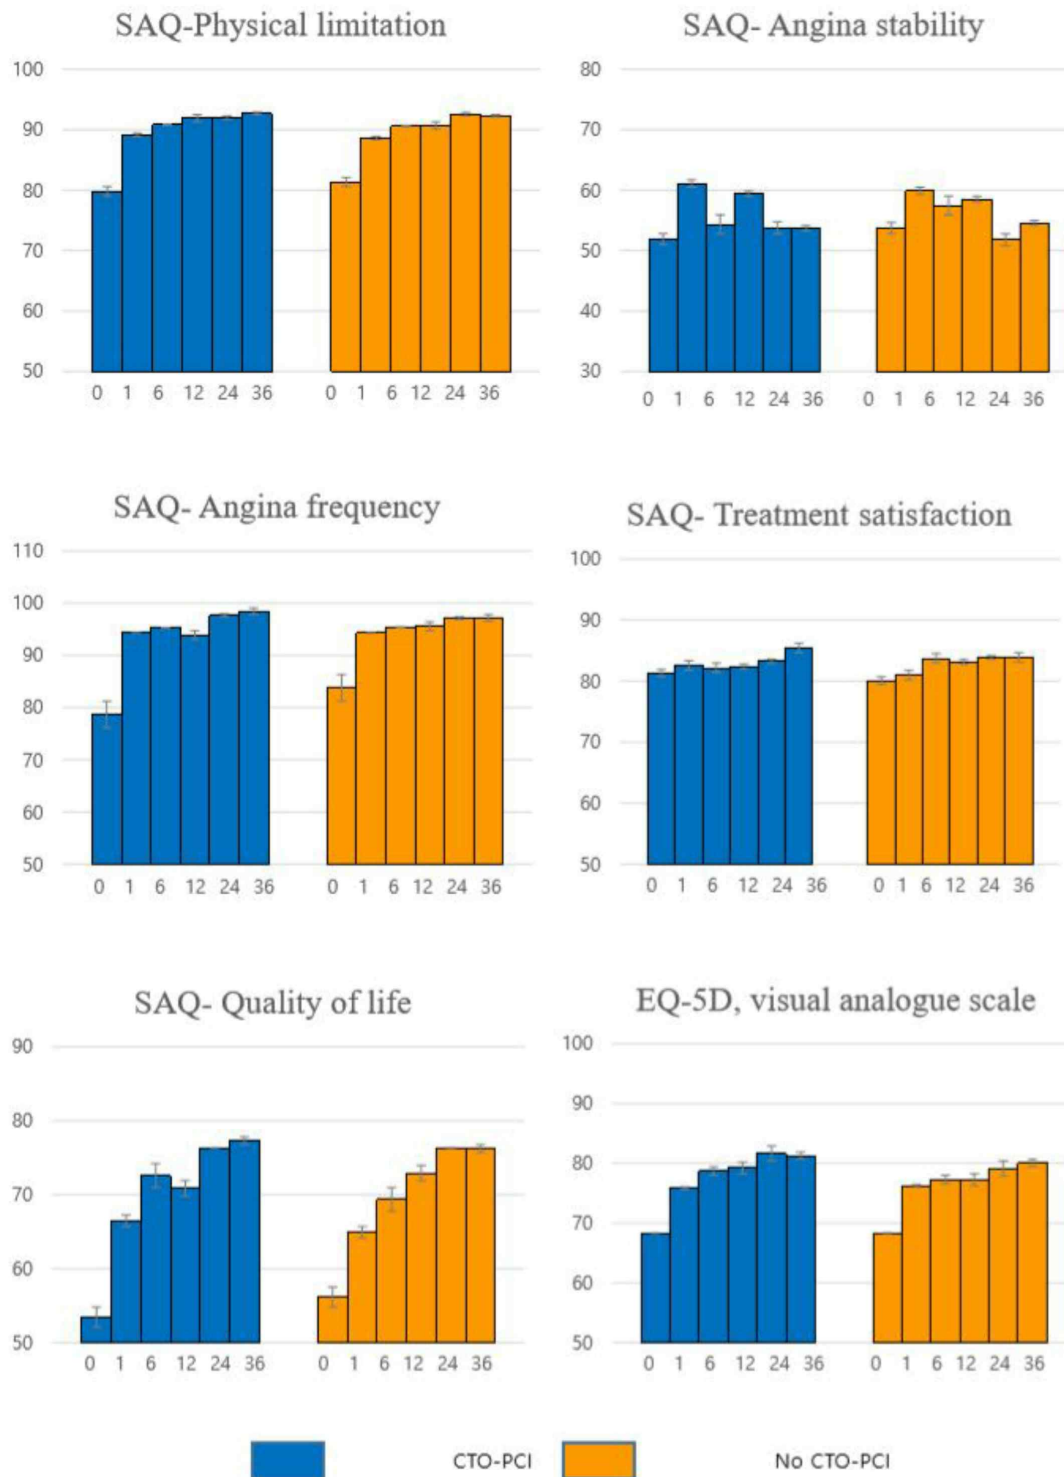 SAQ-Physical limitation
100
90
80
70
60
50
0 1 6 12 24 36
0 1 6 12 24 36
SAQ- Angina stability
80
70
60
50
40
30
0 1 6 12 24 36
0 1 6 12 24 36
SAQ- Angina frequency
110
100
90
80
70
60
50
0 1 6 12 24 36
0 1 6 12 24 36
SAQ- Treatment satisfaction
100
90
80
70
60
50
0 1 6 12 24 36
0 1 6 12 24 36
SAQ- Quality of life
90
80
70
60
50
0 1 6 12 24 36
0 1 6 12 24 36
EQ-5D, visual analogue scale
100
90
80
70
60
50
0 1 6 12 24 36
0 1 6 12 24 36
CTO-PCI
No CTO-PCI